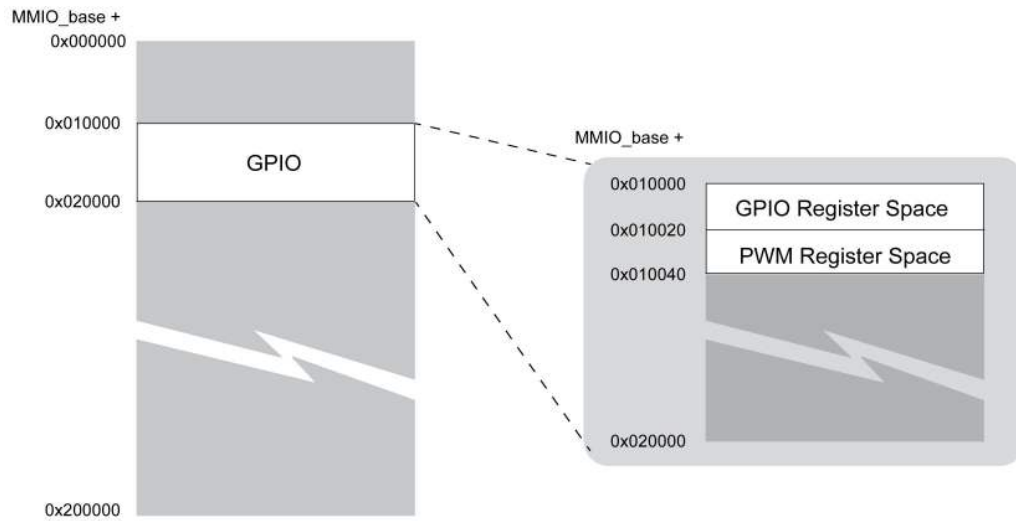 MMIO_base +
0x000000
0x010000
GPIO
0x020000
0x200000
MMIO_base +
0x010000
GPIO Register Space
0x010020
PWM Register Space
0x010040
0x020000